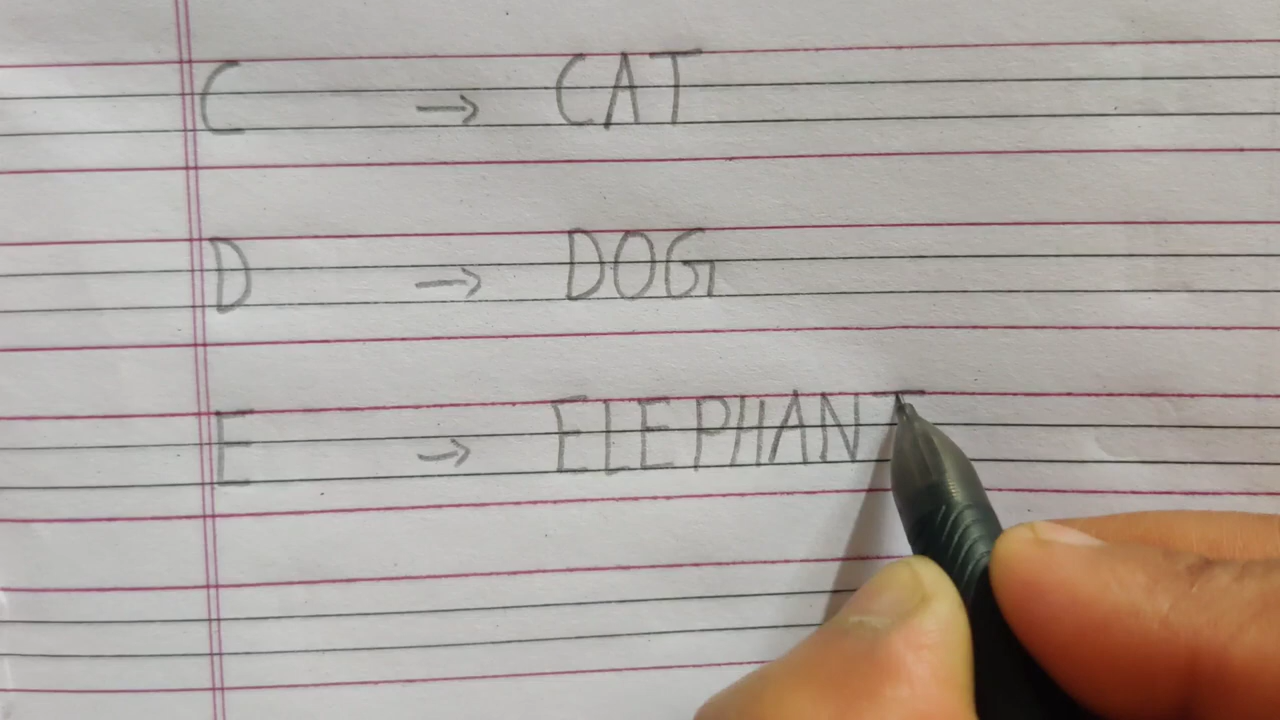 C → CAT
D → DOG
E → ELEPHANT